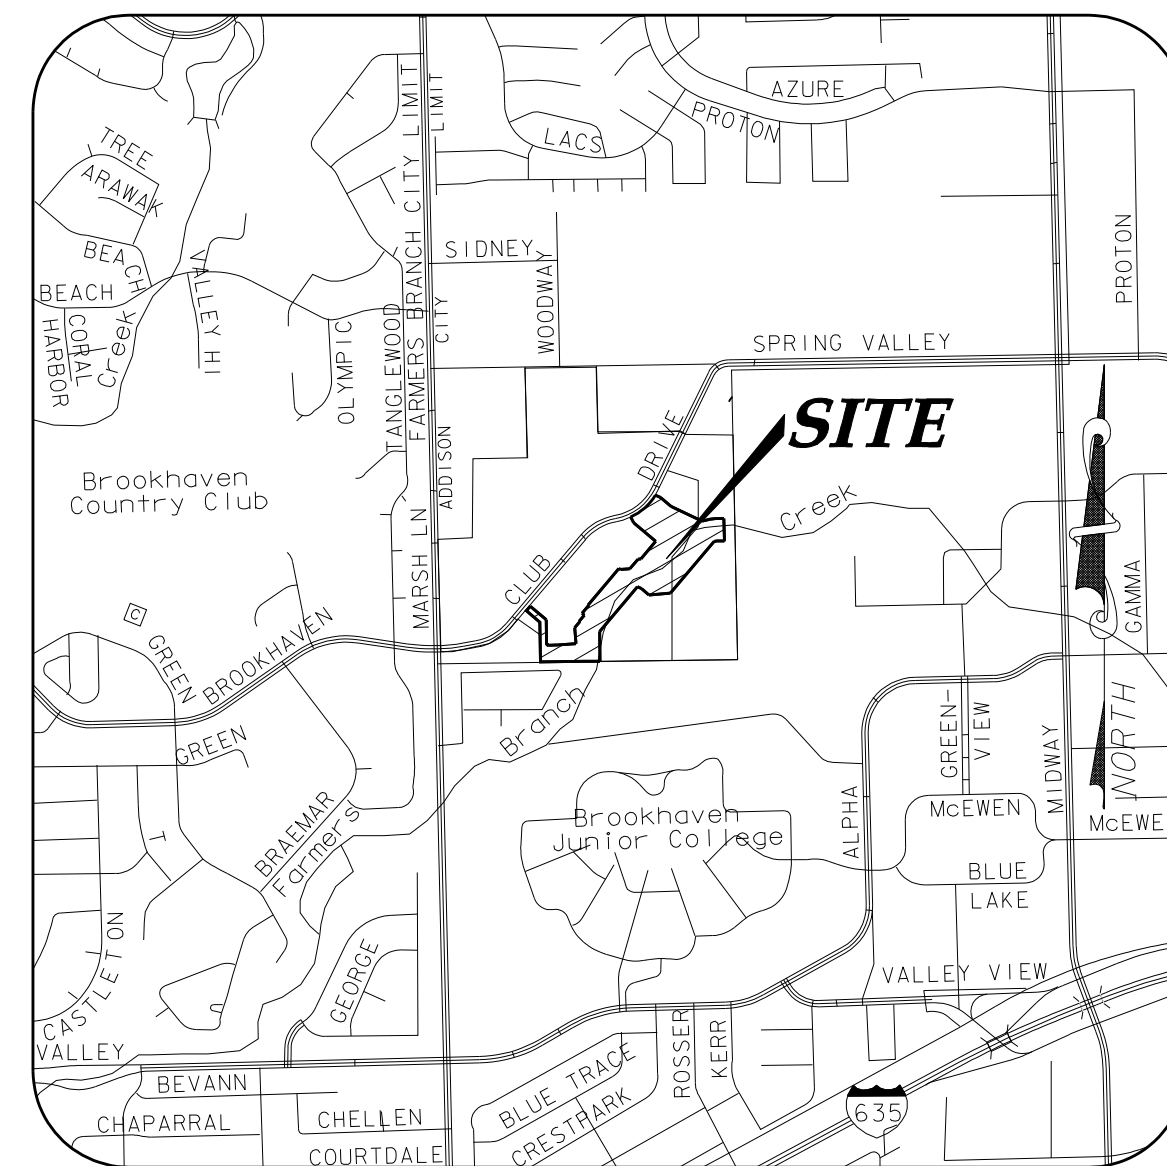 AZURE
PROTON
LACS
LIMIT
LIMIT
TREE
ARAWAK
BEACH
BEACH
VALLEY HI
HARBOR
CORAL
Creek
OLYMPIC
TANGLEWOOD
FARMERS BRANCH CITY
CITY
ADDISON
SIDNEY
WOODWAY
PROTON
SPRING VALLEY
SITE
DRIVE
CLUB
Creek
Brookhaven
Country Club
MARSH LN
C
GREEN
BROOKHAVEN
GREEN
Branch
GAMMA
NORTH
GREEN-
VIEW
MIDWAY
McEWEN
McEWE
ALPHA
BLUE
LAKE
Brookhaven
Junior College
BRAEMAR
Farmers
T
CASTLETON
GEORGE
VALLEY VIEW
VALLEY
BEVANN
CHAPARRAL
CHELLEN
COURTDALE
BLUE TRACE
CRESTPARK
ROSSER
KERR
635